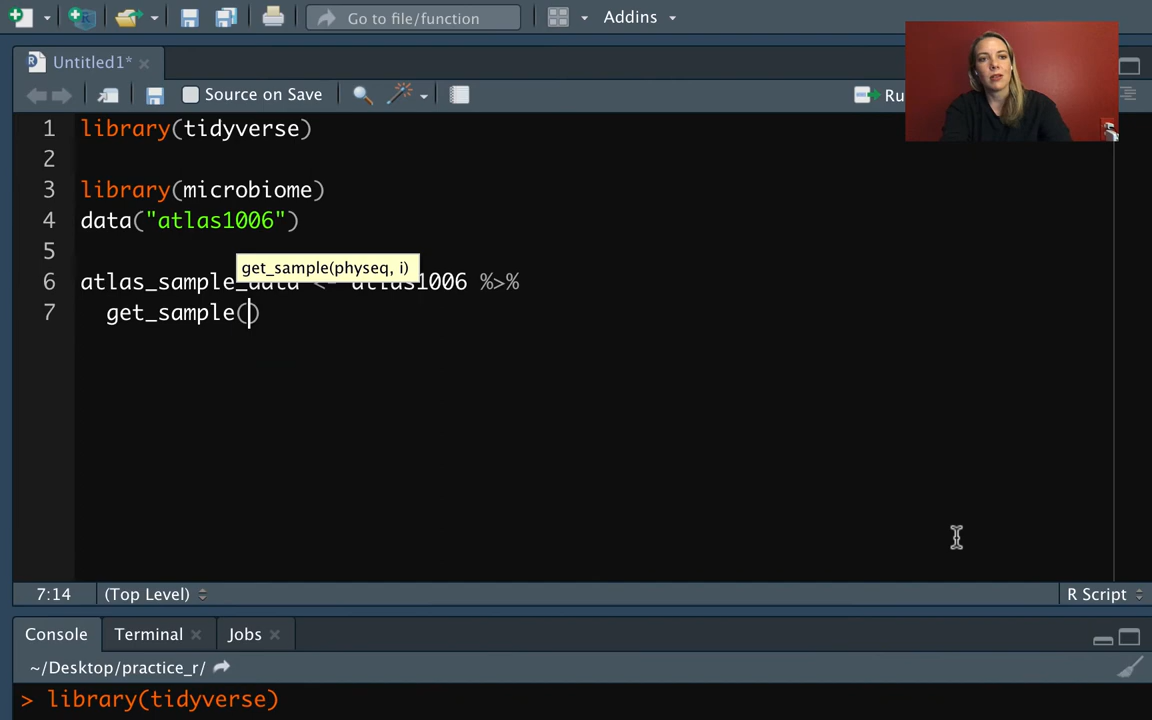 Go to file/function
Addins
Untitled1*
Source on Save
Ru
1 library(tidyverse)
2
3 library(microbiome)
4 data("atlas1006")
5
get_sample(physeq, i)
6 atlas_sample_data <- atlas1006 %>%
7 get_sample()
7:14 (Top Level) R Script
Console Terminal Jobs
~/Desktop/practice_r/
> library(tidyverse)